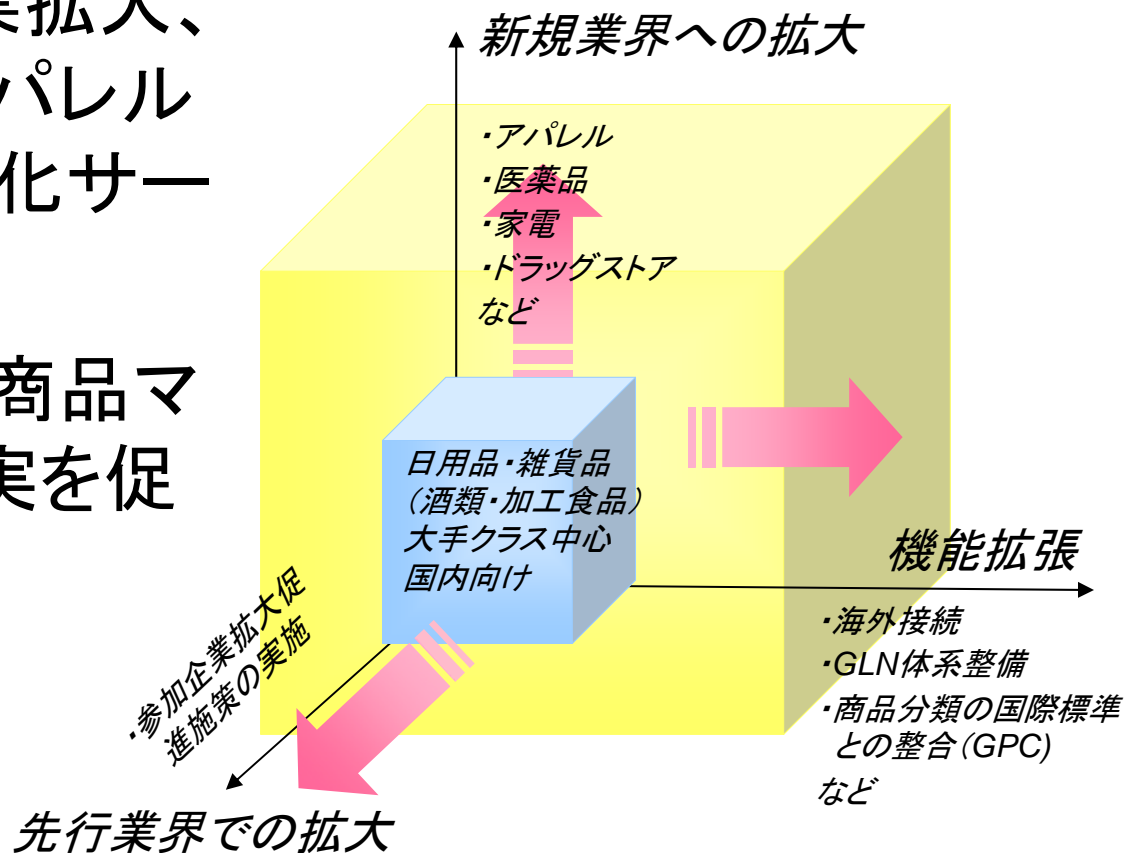 業拡大、
パレル
化サー
商品マ
実を促
新規業界への拡大
・アパレル
・医薬品
・家電
・ドラッグストア
など
日用品・雑貨品
（酒類・加工食品）
大手クラス中心
国内向け
機能拡張
・海外接続
・GLN体系整備
・商品分類の国際標準
との整合（GPC)
など
・参加企業拡大促
進施策の実施
先行業界での拡大